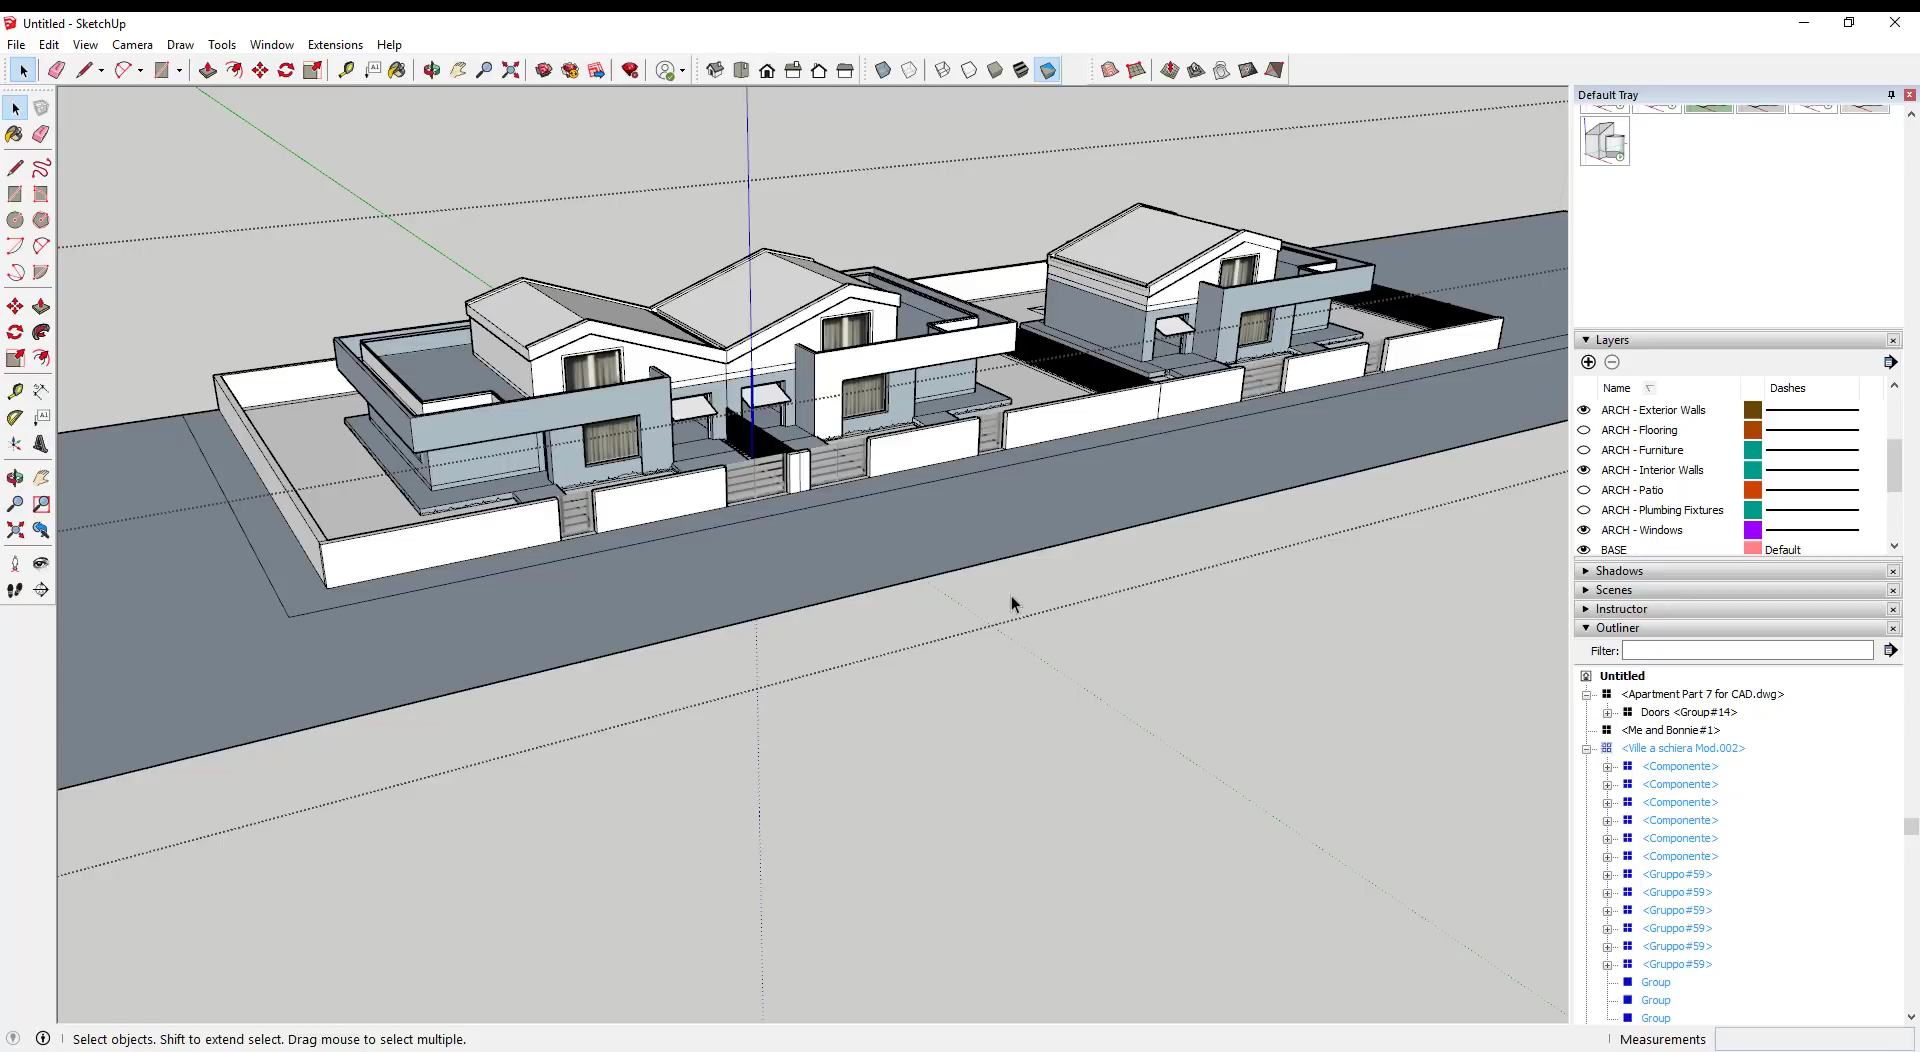 Untitled - SketchUp
File Edit View Camera Draw Tools Window Extensions Help
Default Tray
Layers
Name Dashes
ARCH - Exterior Walls
ARCH - Flooring
ARCH - Furniture
ARCH - Interior Walls
ARCH - Patio
ARCH - Plumbing Fixtures
ARCH - Windows
BASE Default
Shadows
Scenes
Instructor
Outliner
Filter:
Untitled
<Apartment Part 7 for CAD.dwg>
Doors <Group#14>
<Me and Bonnie#1>
<Ville a schiera Mod.002>
<Componente>
<Componente>
<Componente>
<Componente>
<Componente>
<Componente>
<Gruppo#59>
<Gruppo#59>
<Gruppo#59>
<Gruppo#59>
<Gruppo#59>
<Gruppo#59>
Group
Group
Group
Select objects. Shift to extend select. Drag mouse to select multiple.
Measurements